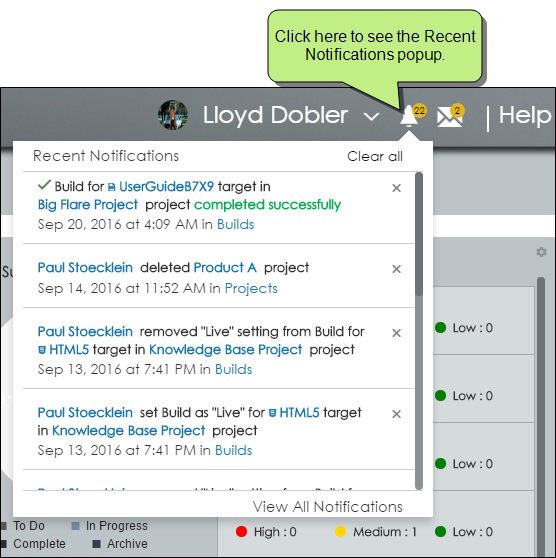 Click here to see the Recent
Notifications popup.
Lloyd Dobler
22
2
Help
Recent Notifications
Clear all
Build for UserGuideB7X9 target in
Big Flare Project project completed successfully
Sep 20, 2016 at 4:09 AM in Builds
Paul Stoecklein deleted Product A project
Sep 14, 2016 at 11:52 AM in Projects
Paul Stoecklein removed "Live" setting from Build for
HTML5 target in Knowledge Base Project project
Sep 13, 2016 at 7:41 PM in Builds
Paul Stoecklein set Build as "Live" for HTML5 target
in Knowledge Base Project project
Sep 13, 2016 at 7:41 PM in Builds
View All Notifications
Low : 0
Low : 0
Low : 0
To Do
In Progress
Complete
Archive
High : 0
Medium : 1
Low : 0